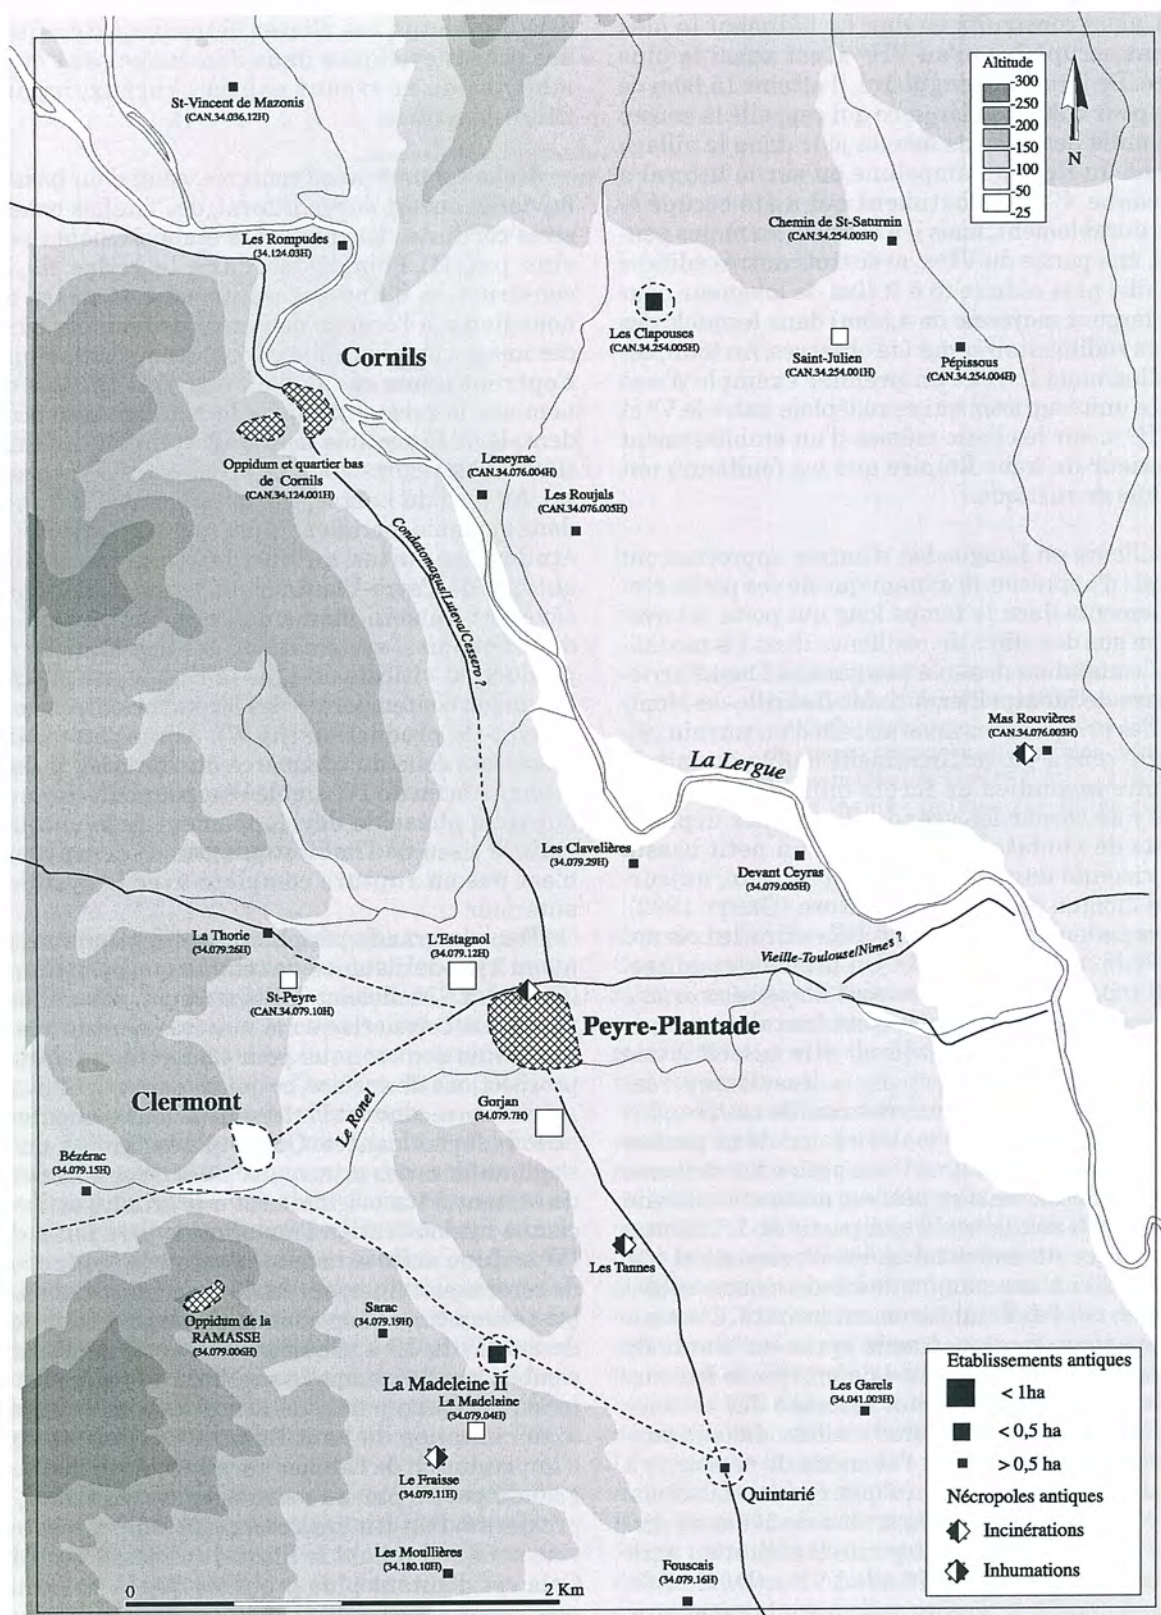 Altitude
-300
-250
-200
-150
-100
-50
-25
N
St-Vincent de Mazonis
(CAN.34.036.12H)
Les Rompudes
(34.124.03H)
Chemin de St-Saturnin
(CAN.34.254.003H)
Les Clapouses
(CAN.34.254.005H)
Saint-Julien
(CAN.34.254.001H)
Pépissous
(CAN.34.254.004H)
Cornils
Oppidum et quartier bas
de Cornils
(CAN.34.124.001H)
Leneyrac
(CAN.34.076.004H)
Les Roujals
(CAN.34.076.005H)
Condatomagus/Luteva/Cessero ?
Mas Rouvières
(CAN.34.076.003H)
La Lergue
Les Clavelières
(34.079.29H)
Devant Ceyras
(34.079.005H)
La Thorie
(34.079.26H)
L'Estagnol
(34.079.12H)
Vieille-Toulouse/Nimes ?
St-Peyre
(CAN.34.079.10H)
Peyre-Plantade
Clermont
Le Ronel
Gorjan
(34.079.7H)
Bézérac
(34.079.15H)
Les Tannes
Oppidum de la
RAMASSE
(34.079.006H)
Sarac
(34.079.19H)
La Madeleine II
La Madelaine
(34.079.04H)
Les Garels
(34.041.003H)
Le Fraisse
(34.079.11H)
Quintarié
Les Moullières
(34.180.10H)
Fouscais
(34.079.16H)
0 2 Km
Etablissements antiques
< 1ha
< 0,5 ha
> 0,5 ha
Nécropoles antiques
Incinérations
Inhumations